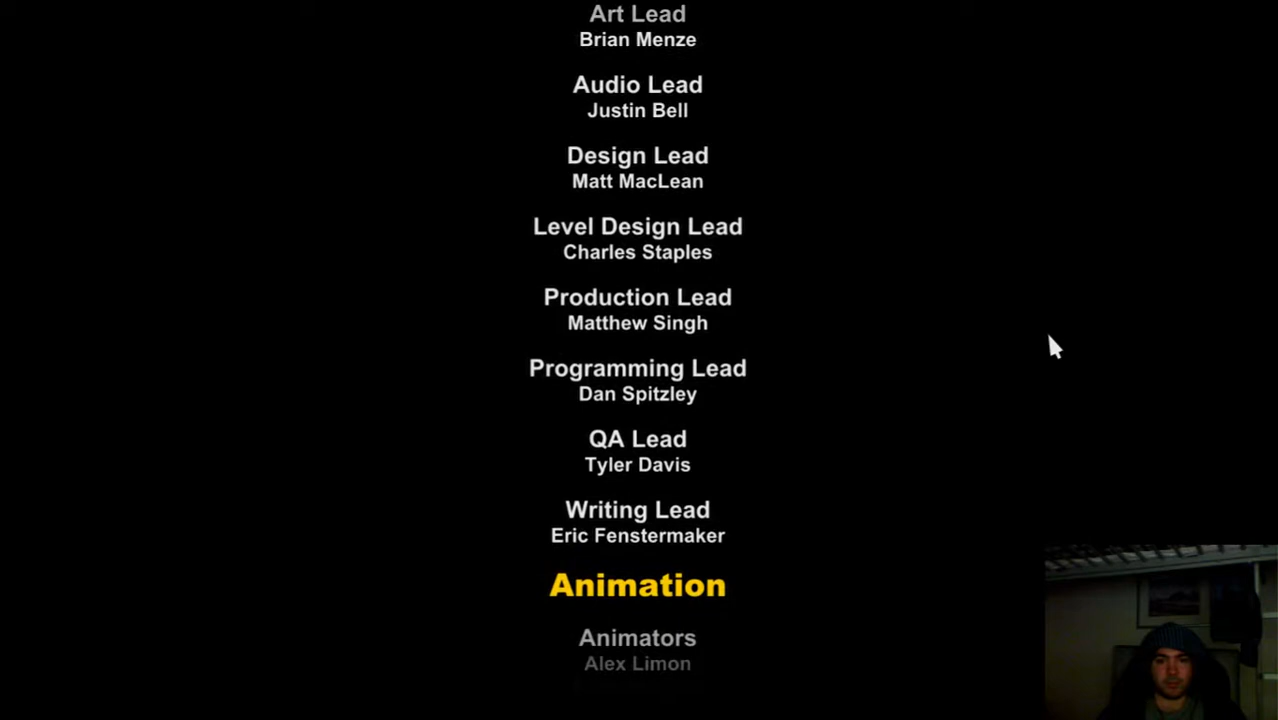 Art Lead
Brian Menze
Audio Lead
Justin Bell
Design Lead
Matt MacLean
Level Design Lead
Charles Staples
Production Lead
Matthew Singh
Programming Lead
Dan Spitzley
QA Lead
Tyler Davis
Writing Lead
Eric Fenstermaker
Animation
Animators
Alex Limon